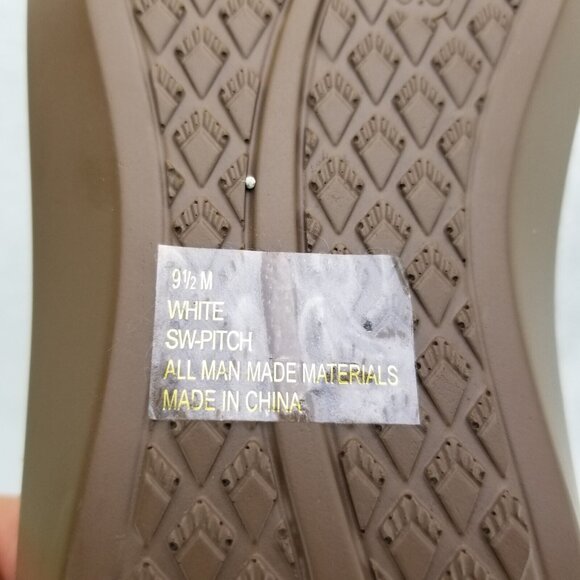 9½ M
WHITE
SW-PITCH
ALL MAN MADE MATERIALS
MADE IN CHINA